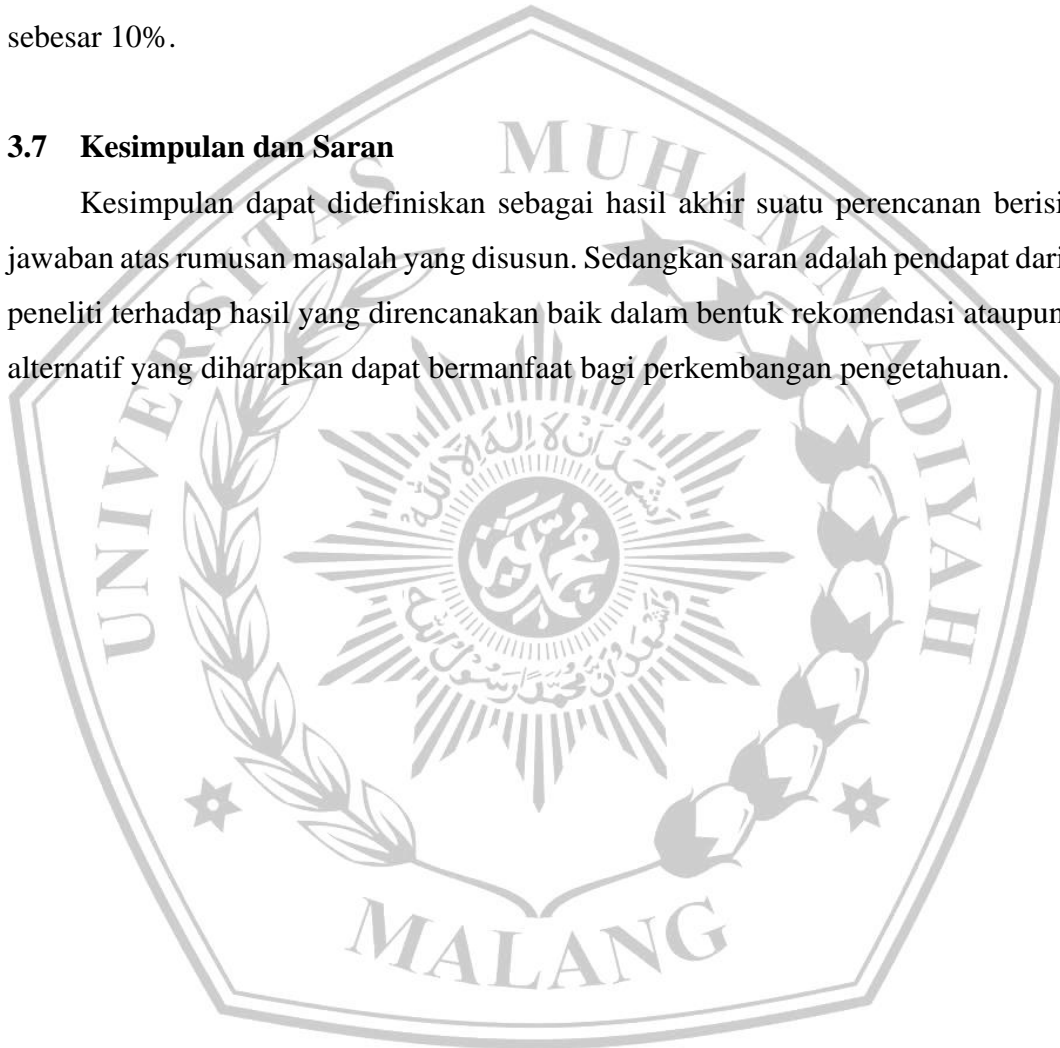 sebesar 10%.
3.7 Kesimpulan dan Saran
Kesimpulan dapat didefiniskan sebagai hasil akhir suatu perencanan berisi
jawaban atas rumusan masalah yang disusun. Sedangkan saran adalah pendapat dari
peneliti terhadap hasil yang direncanakan baik dalam bentuk rekomendasi ataupun
alternatif yang diharapkan dapat bermanfaat bagi perkembangan pengetahuan.
UNIVERSITAS MUHAMMADIYAH
MALANG